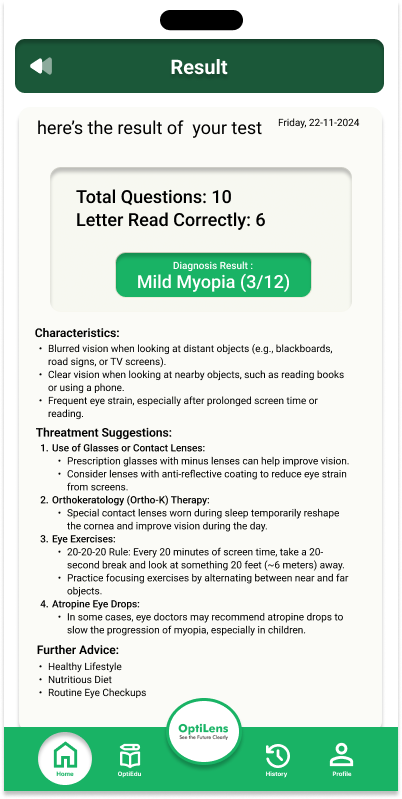 Result
here's the result of your test
Friday, 22-11-2024
Total Questions: 10
Letter Read Correctly: 6
Diagnosis Result :
Mild Myopia (3/12)
Characteristics:
• Blurred vision when looking at distant objects (e.g., blackboards,
road signs, or TV screens).
• Clear vision when looking at nearby objects, such as reading books
or using a phone.
• Frequent eye strain, especially after prolonged screen time or
reading.
Threatment Suggestions:
1. Use of Glasses or Contact Lenses:
• Prescription glasses with minus lenses can help improve vision.
• Consider lenses with anti-reflective coating to reduce eye strain
from screens.
2. Orthokeratology (Ortho-K) Therapy:
• Special contact lenses worn during sleep temporarily reshape
the cornea and improve vision during the day.
3. Eye Exercises:
• 20-20-20 Rule: Every 20 minutes of screen time, take a 20-
second break and look at something 20 feet (~6 meters) away.
• Practice focusing exercises by alternating between near and far
objects.
4. Atropine Eye Drops:
• In some cases, eye doctors may recommend atropine drops to
slow the progression of myopia, especially in children.
Further Advice:
• Healthy Lifestyle
• Nutritious Diet
• Routine Eye Checkups
OptiLens
See the Future Clearly
Home
OptiEdu
History
Profile